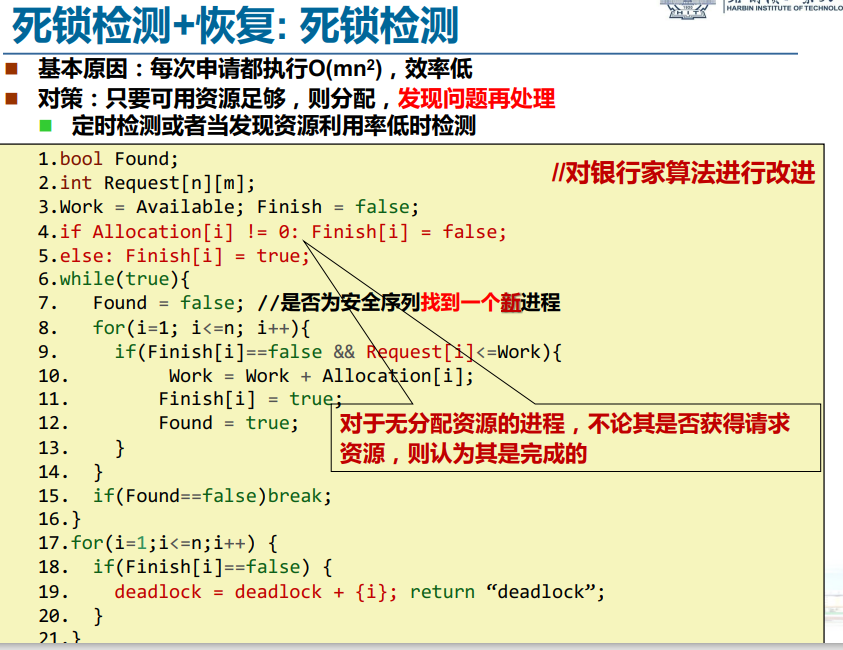 死锁检测+恢复: 死锁检测
HARBIN INSTITUTE OF TECHNOLO
基本原因：每次申请都执行O(mn²)，效率低
对策：只要可用资源足够，则分配，发现问题再处理
定时检测或者当发现资源利用率低时检测
//对银行家算法进行改进
1.bool Found;
2.int Request[n][m];
3.Work = Available; Finish = false;
4.if Allocation[i] != 0: Finish[i] = false;
5.else: Finish[i] = true;
6.while(true){
7. Found = false; //是否为安全序列找到一个新进程
8. for(i=1; i<=n; i++){
9. if(Finish[i]==false && Request[i]<=Work){
10. Work = Work + Allocation[i];
11. Finish[i] = true;
12. Found = true;
13. }
14. }
15. if(Found==false)break;
16.}
17.for(i=1;i<=n;i++) {
18. if(Finish[i]==false) {
19. deadlock = deadlock + {i}; return “deadlock”;
20. }
21.}
对于无分配资源的进程，不论其是否获得请求
资源，则认为其是完成的